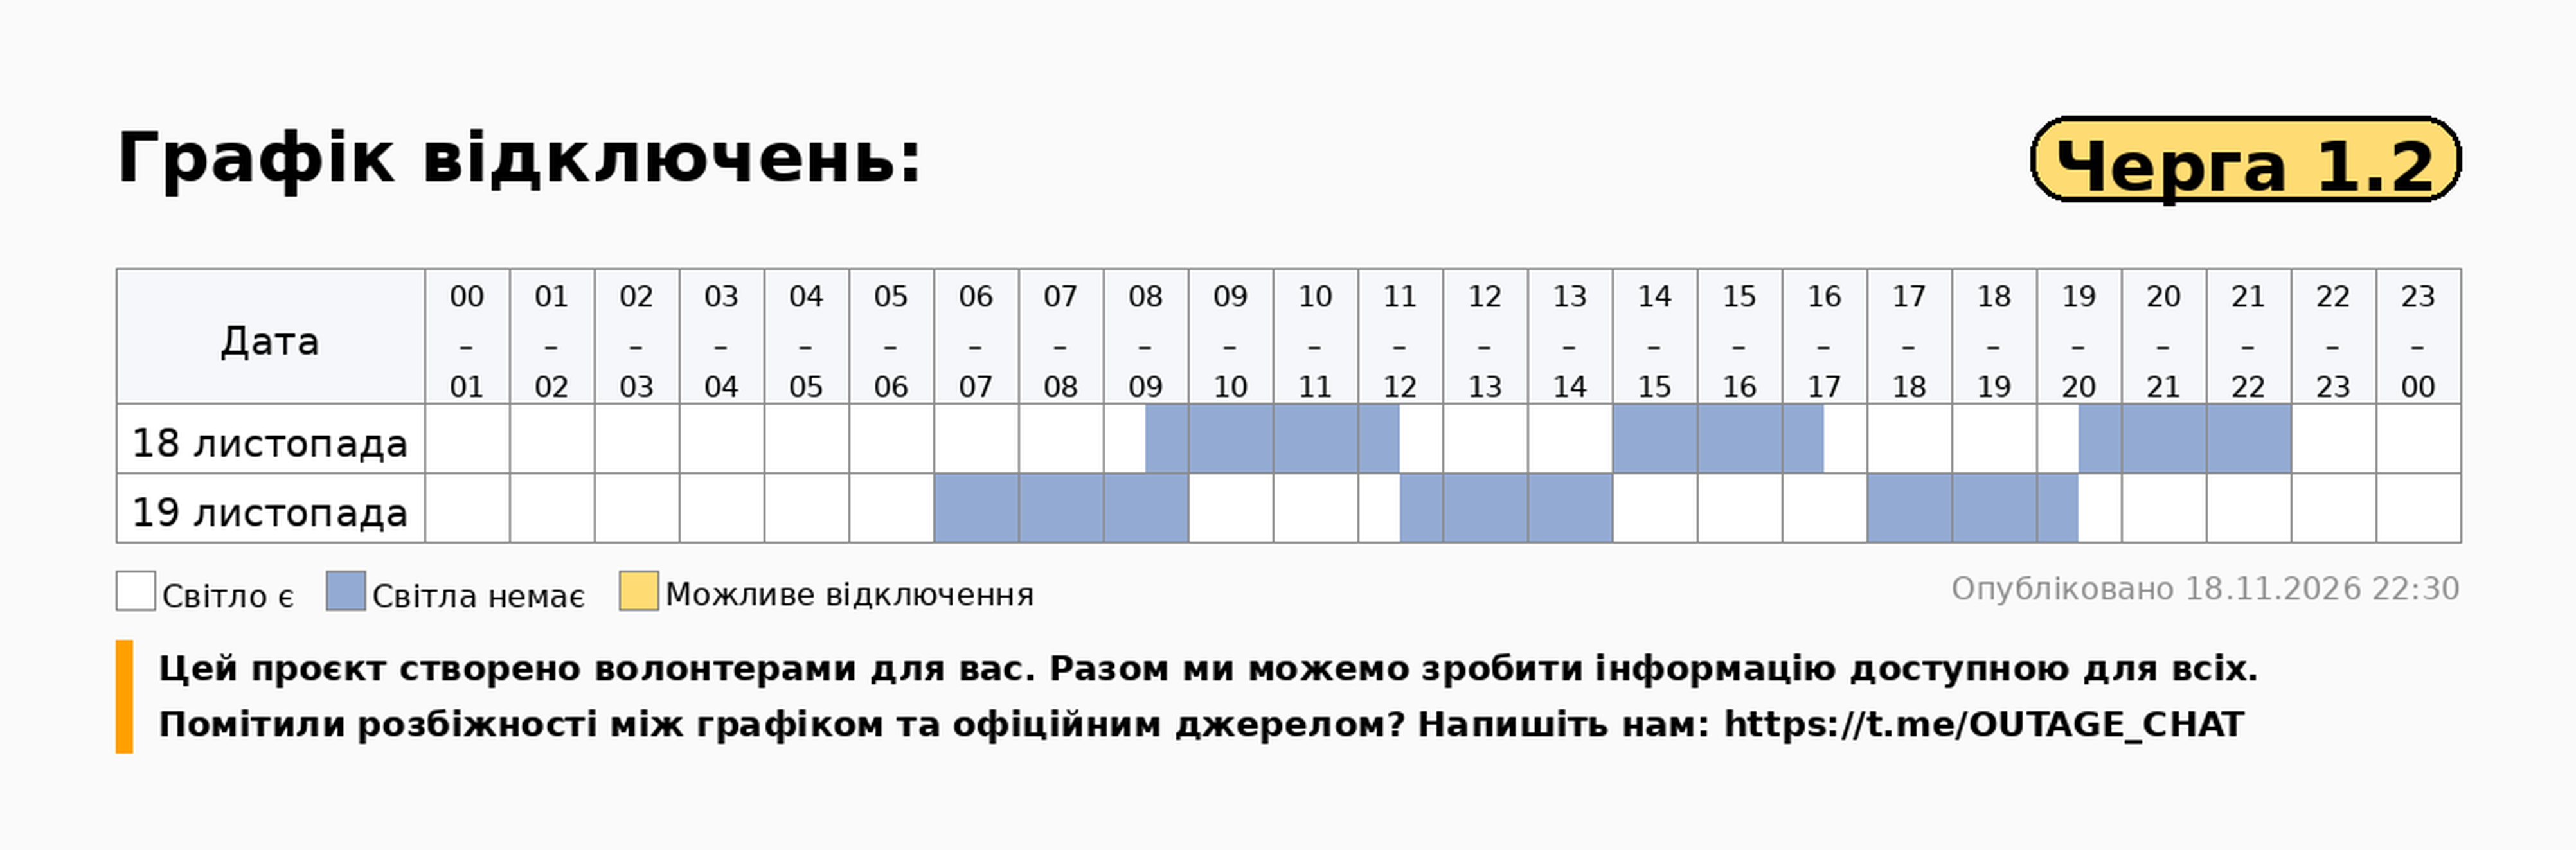 Графік відключень:
Черга 1.2
Дата
00 – 01
01 – 02
02 – 03
03 – 04
04 – 05
05 – 06
06 – 07
07 – 08
08 – 09
09 – 10
10 – 11
11 – 12
12 – 13
13 – 14
14 – 15
15 – 16
16 – 17
17 – 18
18 – 19
19 – 20
20 – 21
21 – 22
22 – 23
23 – 00
18 листопада
19 листопада
Світло є
Світла немає
Можливе відключення
Опубліковано 18.11.2026 22:30
Цей проєкт створено волонтерами для вас. Разом ми можемо зробити інформацію доступною для всіх.
Помітили розбіжності між графіком та офіційним джерелом? Напишіть нам: https://t.me/OUTAGE_CHAT